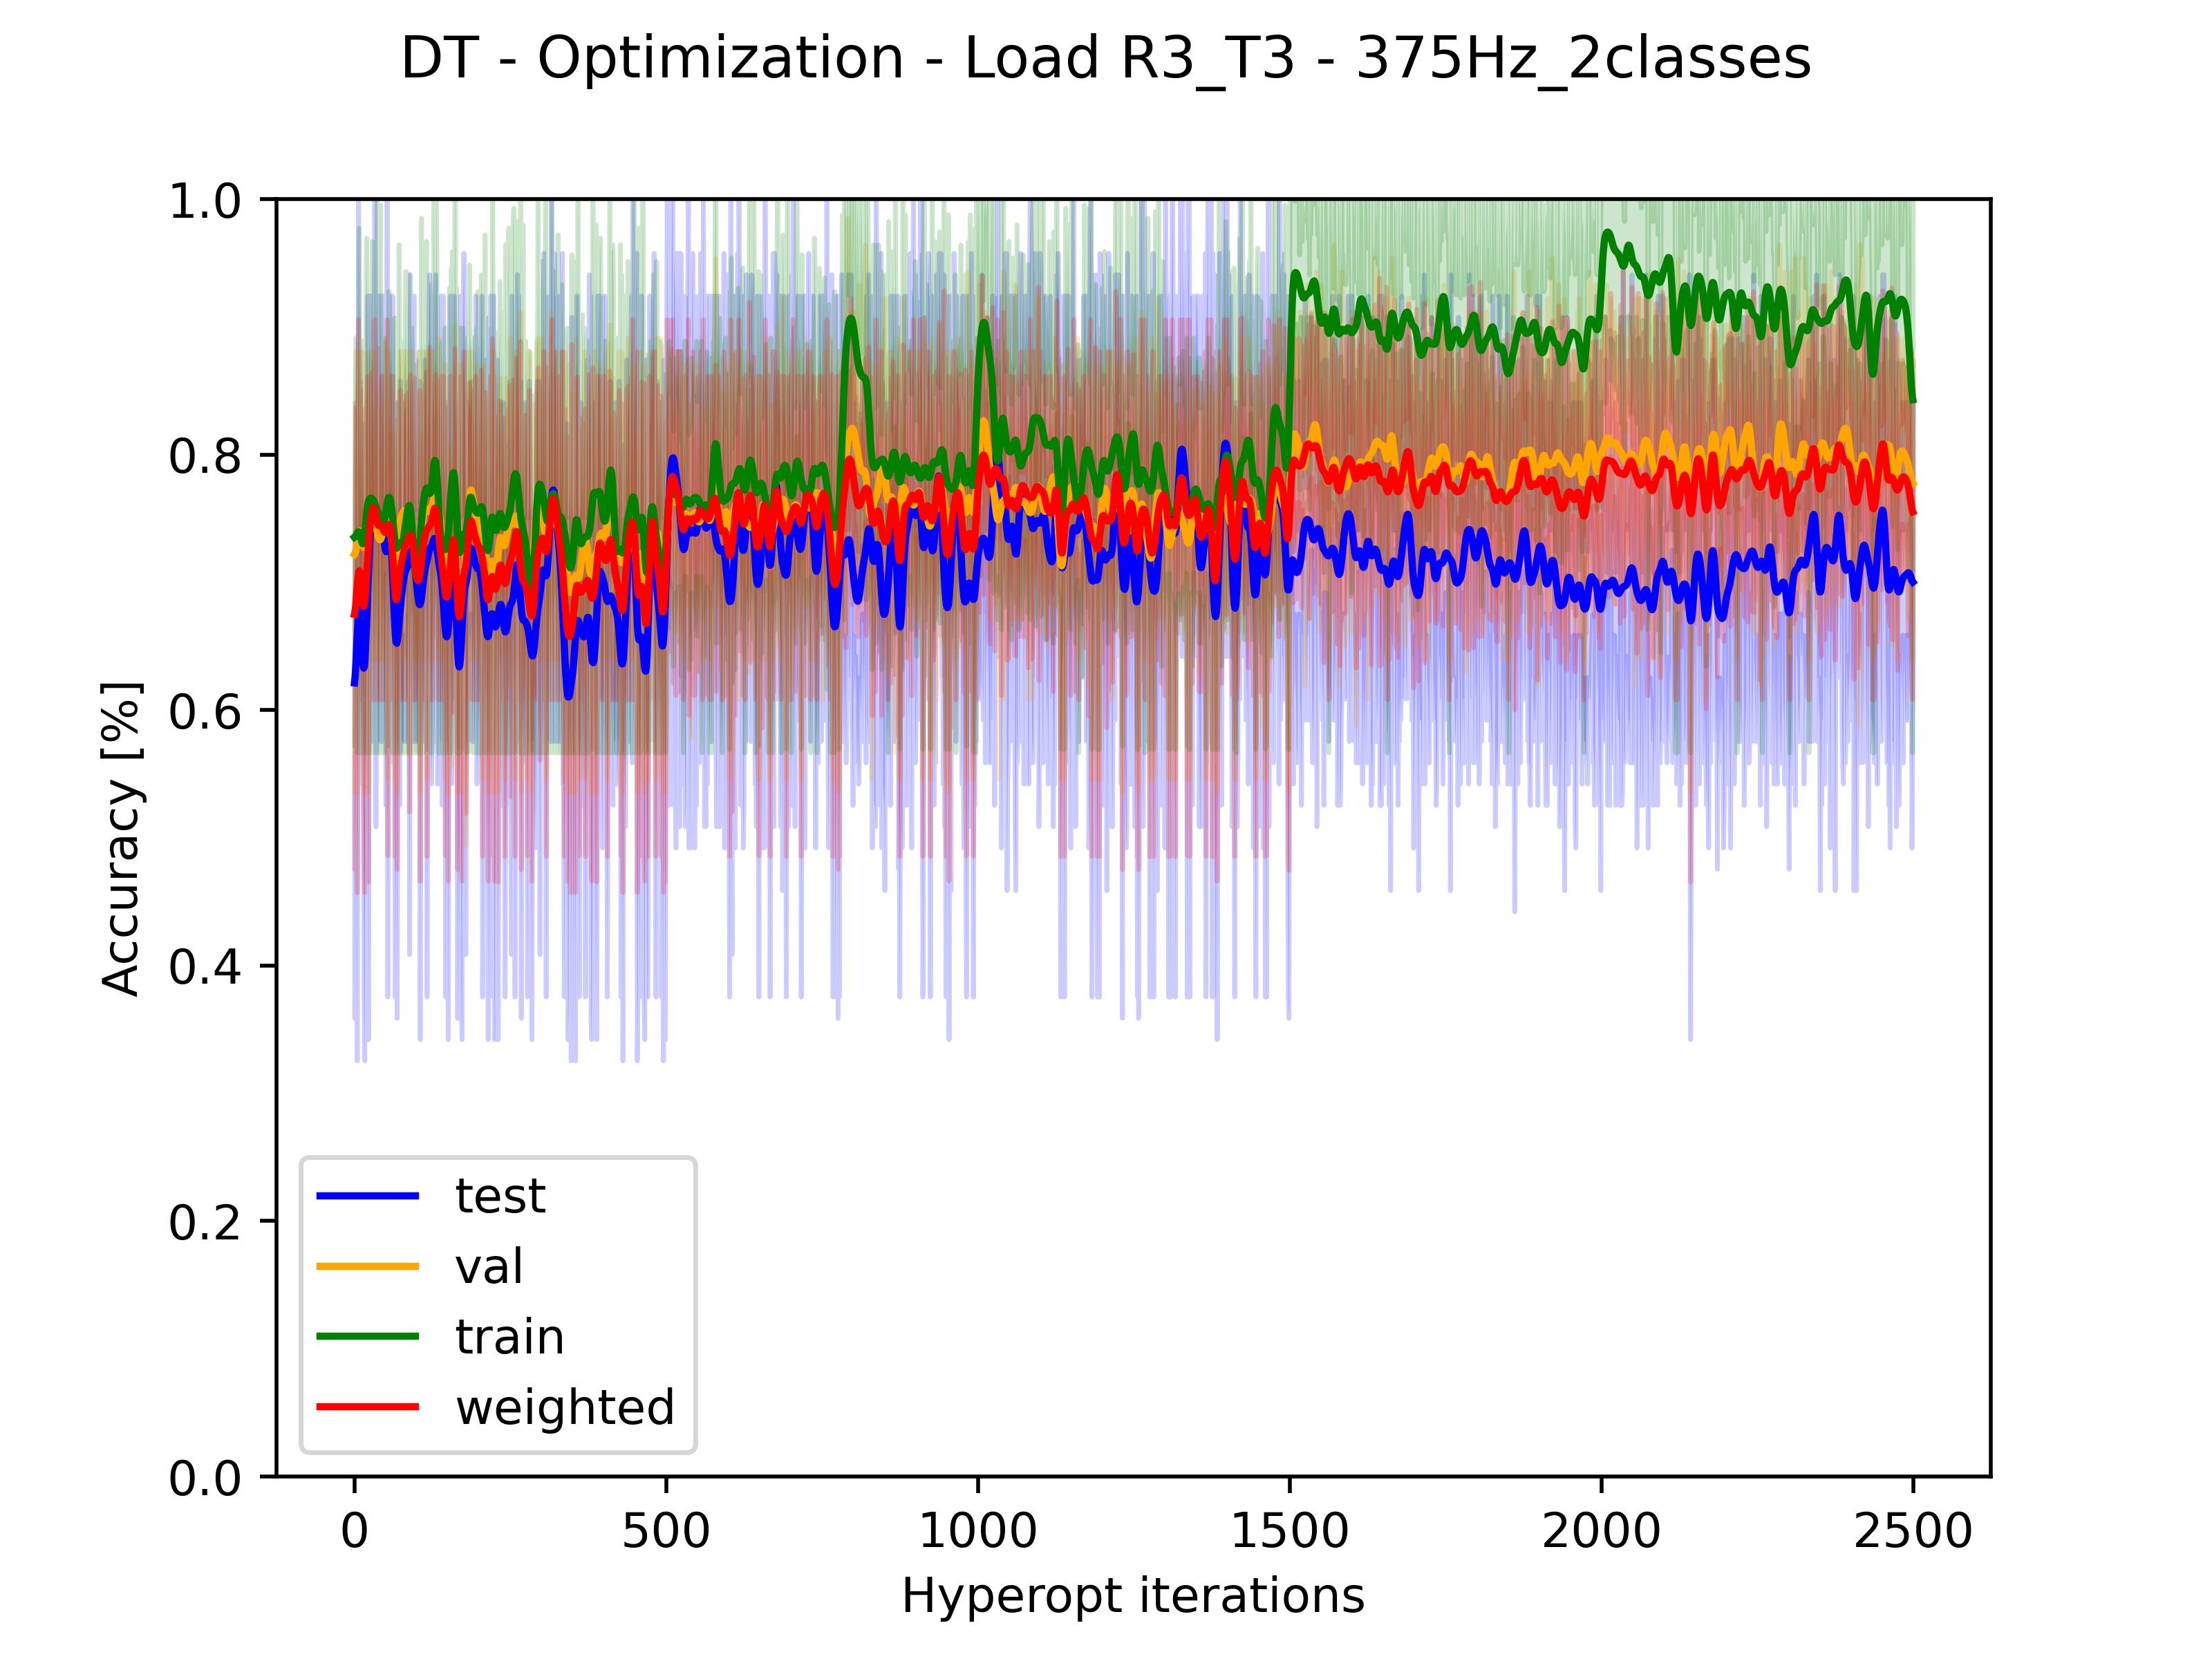 DT - Optimization - Load R3_T3 - 375Hz_2classes
1.0
0.8
0.6
0.4
0.2
0.0
Accuracy [%]
test
val
train
weighted
0 500 1000 1500 2000 2500
Hyperopt iterations